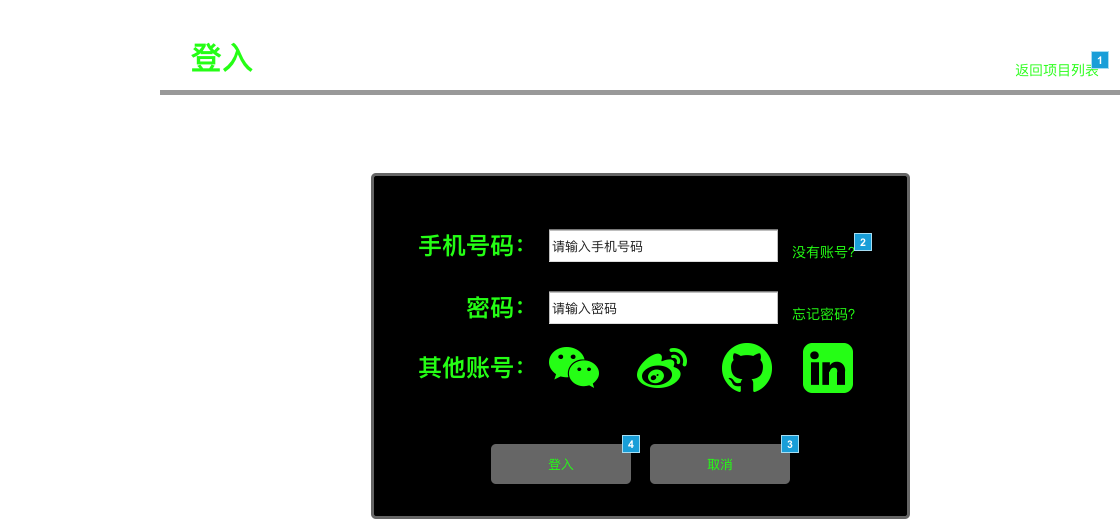 登入
返回项目列表 1
手机号码： 请输入手机号码 没有账号? 2
密码： 请输入密码 忘记密码?
其他账号： in
登入 4 取消 3